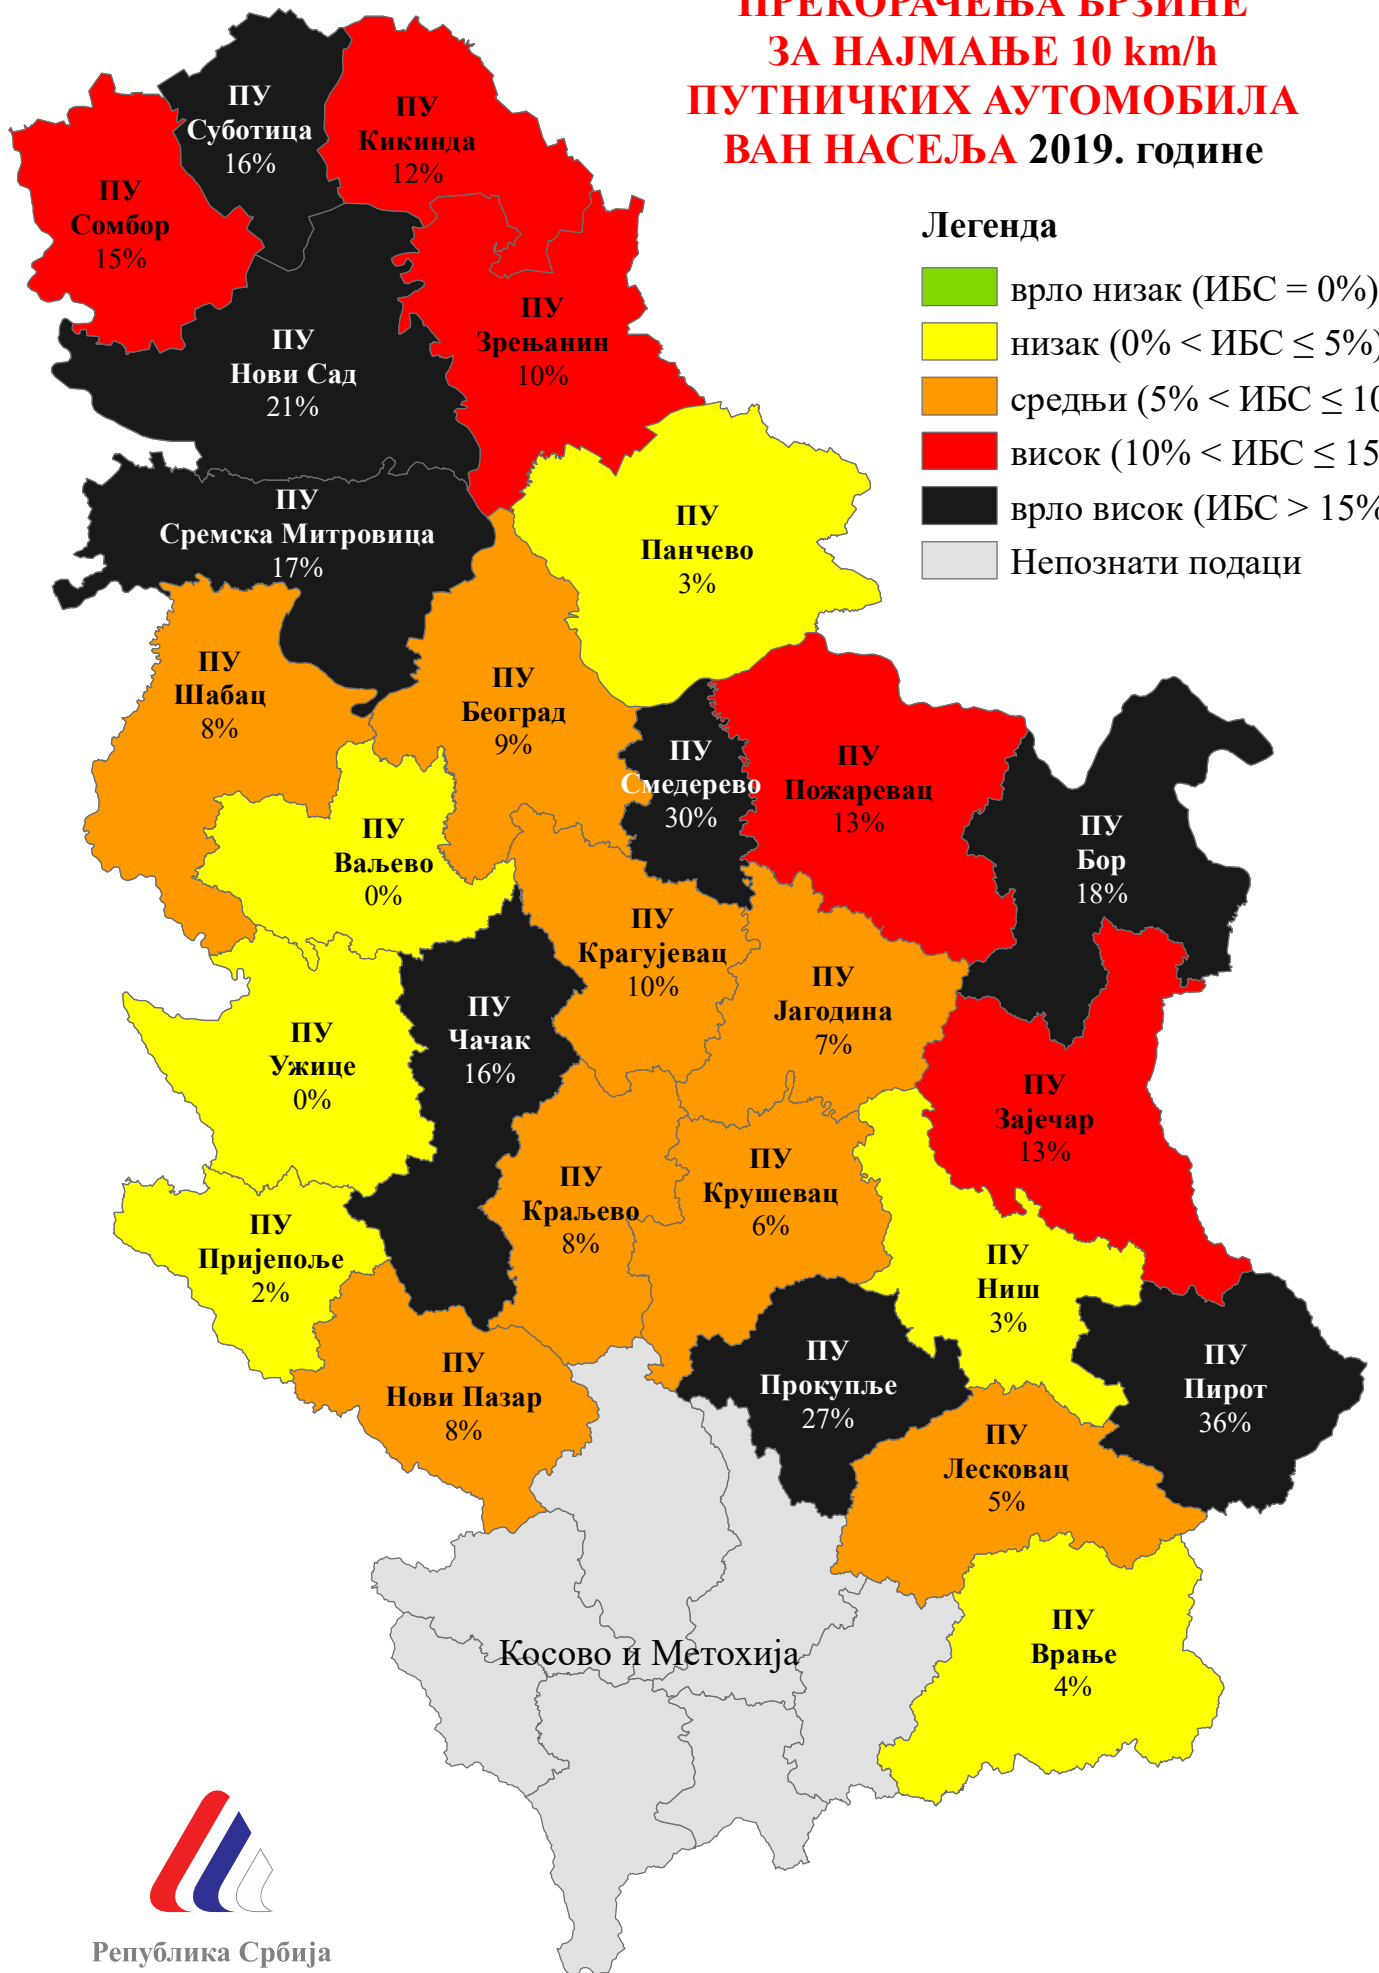 ПРЕКОРАЧЕЊА БРЗИНЕ
ЗА НАЈМАЊЕ 10 km/h
ПУТНИЧКИХ АУТОМОБИЛА
ВАН НАСЕЉА 2019. године
Легенда
врло низак (ИБС = 0%)
низак (0% < ИБС ≤ 5%)
средњи (5% < ИБС ≤ 10
висок (10% < ИБС ≤ 15
врло висок (ИБС > 15%
Непознати подаци
ПУ
Суботица
16%
ПУ
Кикинда
12%
ПУ
Сомбор
15%
ПУ
Зрењанин
10%
ПУ
Нови Сад
21%
ПУ
Сремска Митровица
17%
ПУ
Панчево
3%
ПУ
Шабац
8%
ПУ
Београд
9%
ПУ
Смедерево
30%
ПУ
Пожаревац
13%
ПУ
Бор
18%
ПУ
Ваљево
0%
ПУ
Крагујевац
10%
ПУ
Јагодина
7%
ПУ
Чачак
16%
ПУ
Ужице
0%
ПУ
Зајечар
13%
ПУ
Крушевац
6%
ПУ
Краљево
8%
ПУ
Пријепоље
2%
ПУ
Ниш
3%
ПУ
Прокупље
27%
ПУ
Пирот
36%
ПУ
Нови Пазар
8%
ПУ
Лесковац
5%
ПУ
Врање
4%
Косово и Метохија
Република Србија